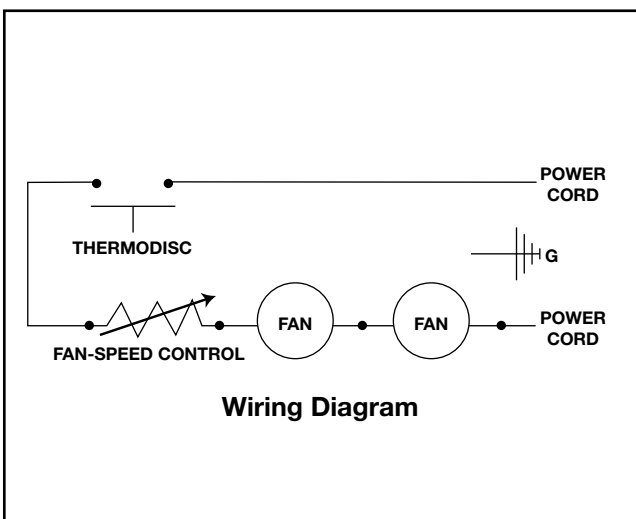 POWER
CORD
THERMODISC
G
FAN
FAN
POWER
CORD
FAN-SPEED CONTROL
Wiring Diagram